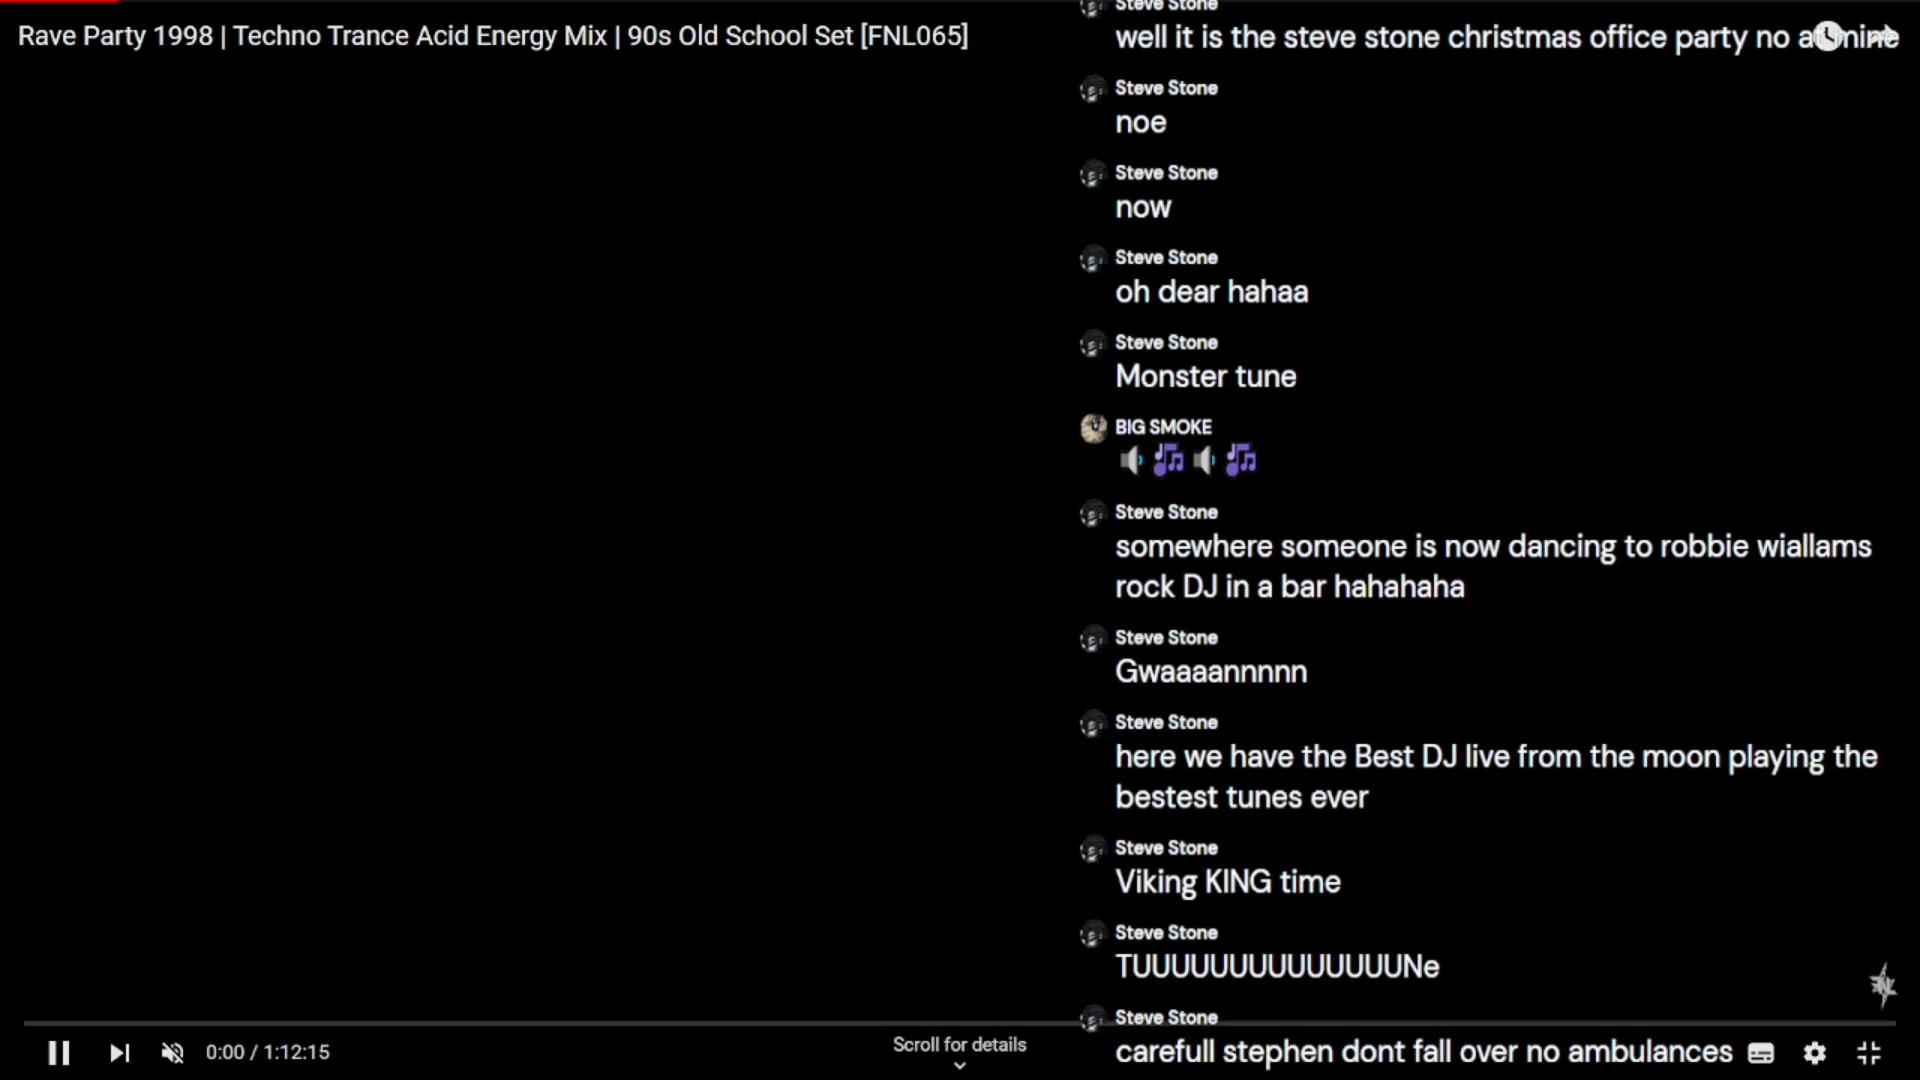 Rave Party 1998 | Techno Trance Acid Energy Mix | 90s Old School Set [FNL065]
Steve Stone
well it is the steve stone christmas office party no at mine
Steve Stone
noe
Steve Stone
now
Steve Stone
oh dear hahaa
Steve Stone
Monster tune
BIG SMOKE
🔈🎶🔈🎶
Steve Stone
somewhere someone is now dancing to robbie wiallams
rock DJ in a bar hahahaha
Steve Stone
Gwaaaannnnn
Steve Stone
here we have the Best DJ live from the moon playing the
bestest tunes ever
Steve Stone
Viking KING time
Steve Stone
TUUUUUUUUUUUUUUNe
Steve Stone
carefull stephen dont fall over no ambulances
0:00 / 1:12:15
Scroll for details